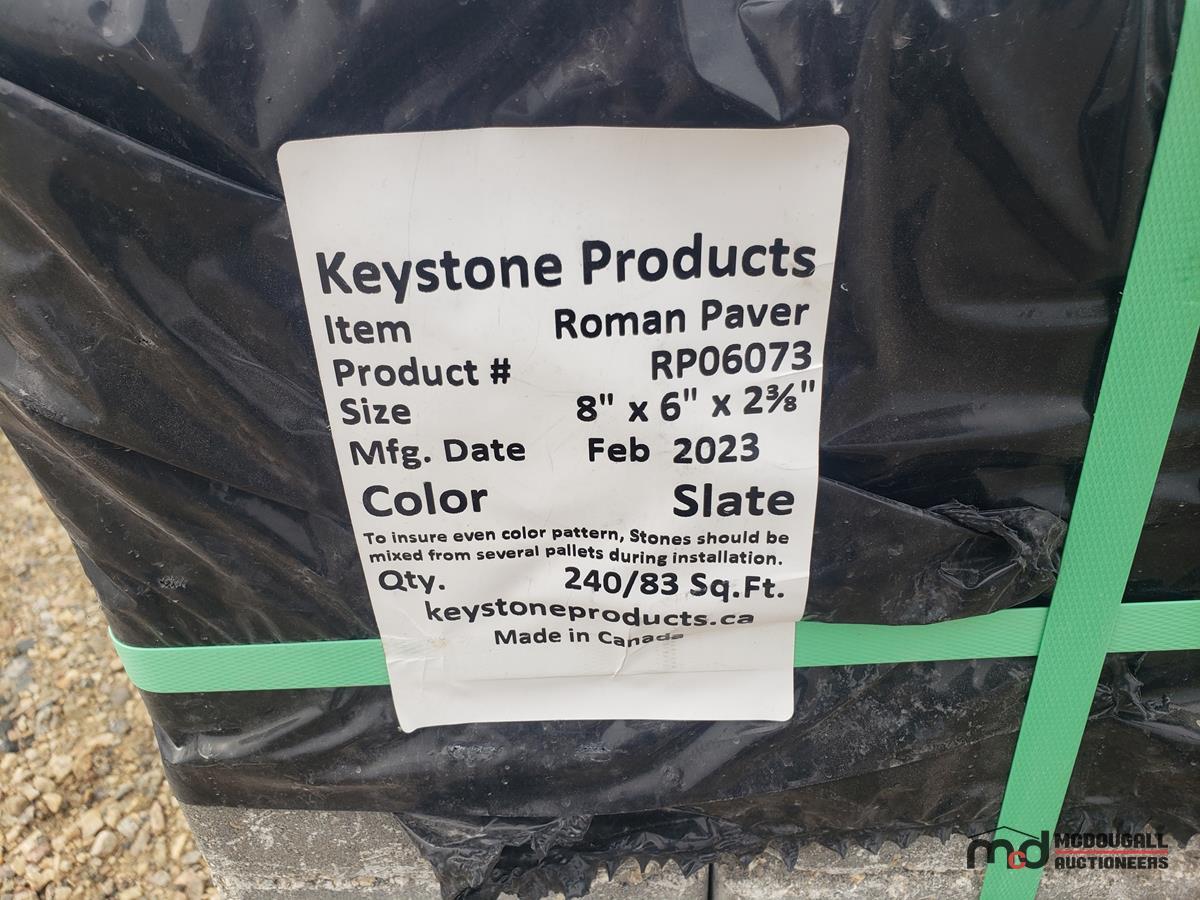 Keystone Products
Item Roman Paver
Product # RP06073
Size 8" x 6" x 2⅜"
Mfg. Date Feb 2023
Color Slate
To insure even color pattern, Stones should be
mixed from several pallets during installation.
Qty. 240/83 Sq.Ft.
keystoneproducts.ca
Made in Canada
mcd MCDOUGALL
AUCTIONEERS